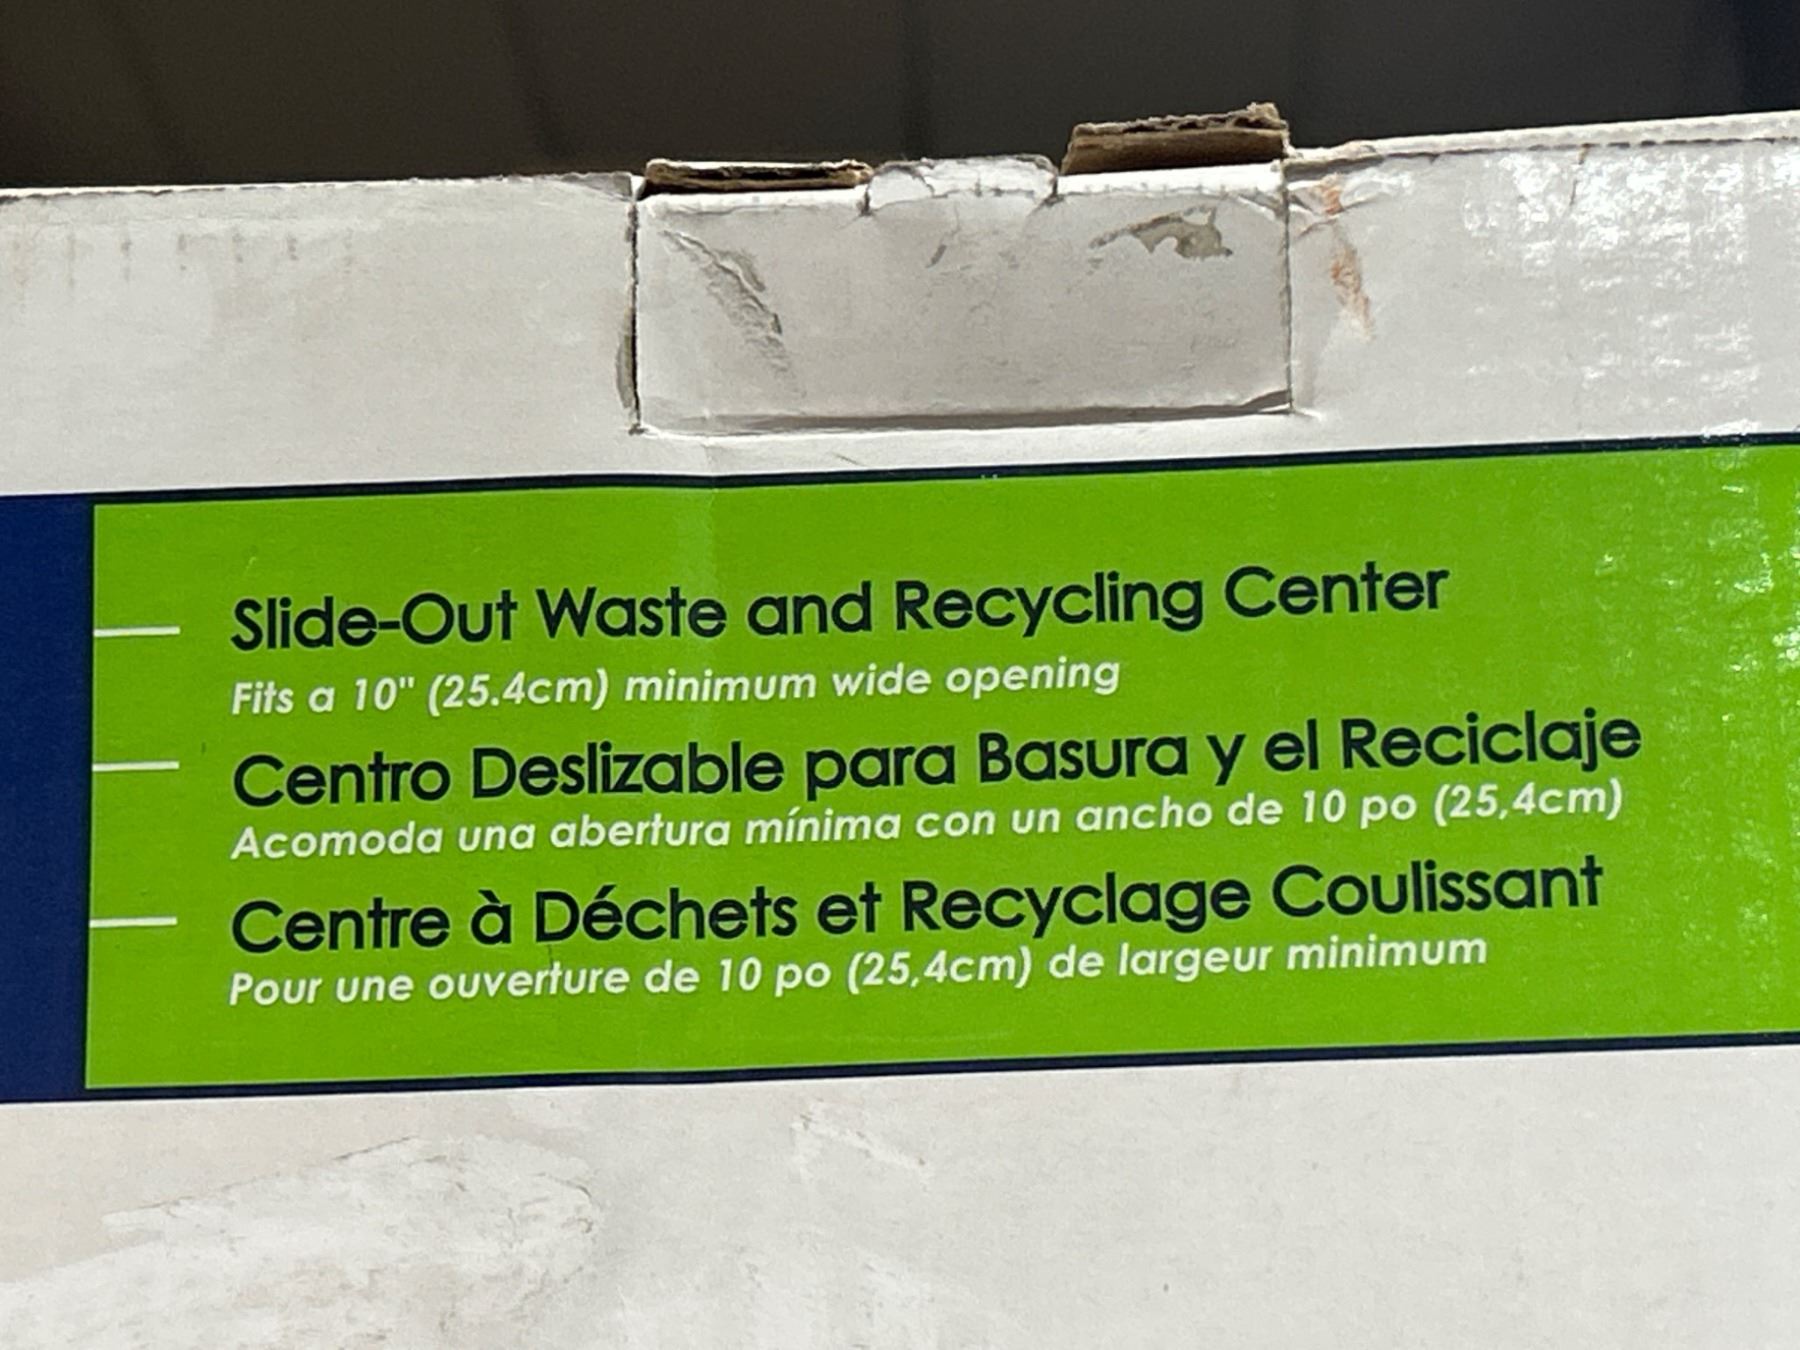 Slide-Out Waste and Recycling Center
Fits a 10" (25.4cm) minimum wide opening
Centro Deslizable para Basura y el Reciclaje
Acomoda una abertura mínima con un ancho de 10 po (25,4cm)
Centre à Déchets et Recyclage Coulissant
Pour une ouverture de 10 po (25,4cm) de largeur minimum